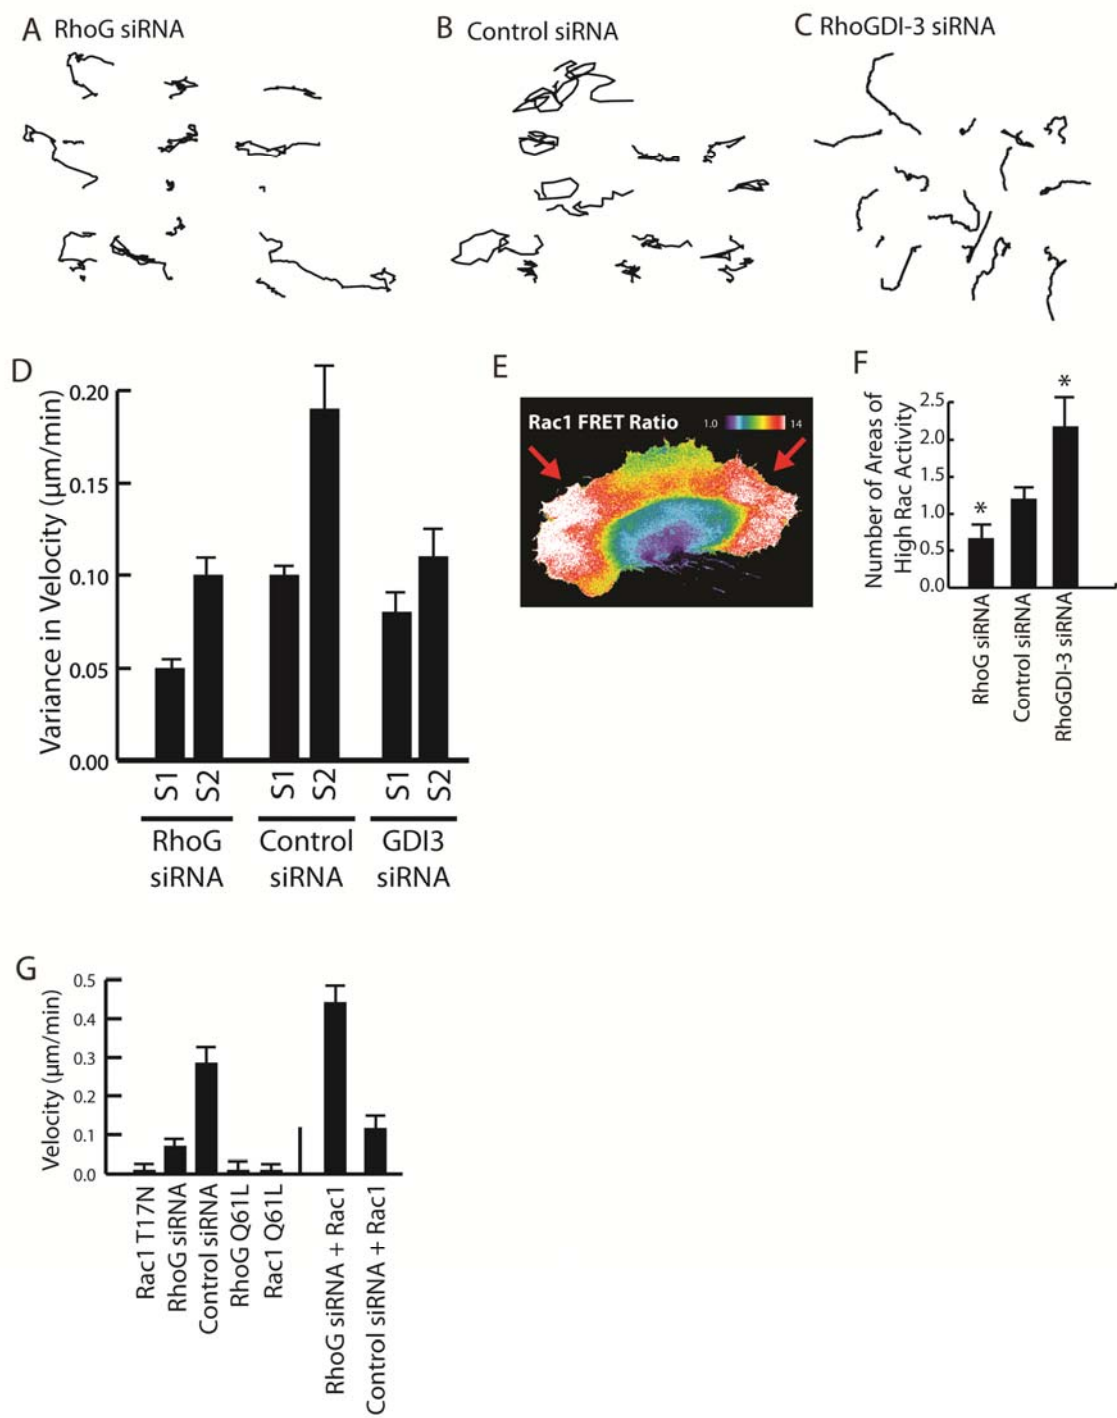 A RhoG siRNA
B Control siRNA
C RhoGDI-3 siRNA
D
Variance in Velocity (μm/min)
0.20
0.15
0.10
0.05
0.00
S1 S2 S1 S2 S1 S2
RhoG siRNA
Control siRNA
GDI3 siRNA
E
Rac1 FRET Ratio 1.0 14
F
Number of Areas of
High Rac Activity
2.5
2.0
1.5
1.0
0.5
0.0
* *
RhoG siRNA
Control siRNA
RhoGDI-3 siRNA
G
Velocity (μm/min)
0.5
0.4
0.3
0.2
0.1
0.0
Rac1 T17N
RhoG siRNA
Control siRNA
RhoG Q61L
Rac1 Q61L
RhoG siRNA + Rac1
Control siRNA + Rac1